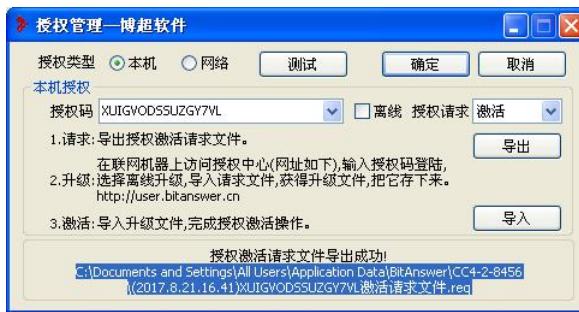 授权管理—博超软件
授权类型 本机 网络 测试 确定 取消
本机授权
授权码 XUIGVODSSUZGY7VL 离线 授权请求 激活
1.请求:导出授权激活请求文件。
导出
在联网机器上访问授权中心(网址如下),输入授权码登陆,
2.升级:选择离线升级,导入请求文件,获得升级文件,把它存下来。
http://user.bitanswer.cn
3.激活:导入升级文件,完成授权激活操作。
导入
授权激活请求文件导出成功!
C:\Documents and Settings\All Users\Application Data\BitAnswer\CC4-2-8456
\(2017.8.21.16.41)XUIGVODSSUZGY7VL激活请求文件.req